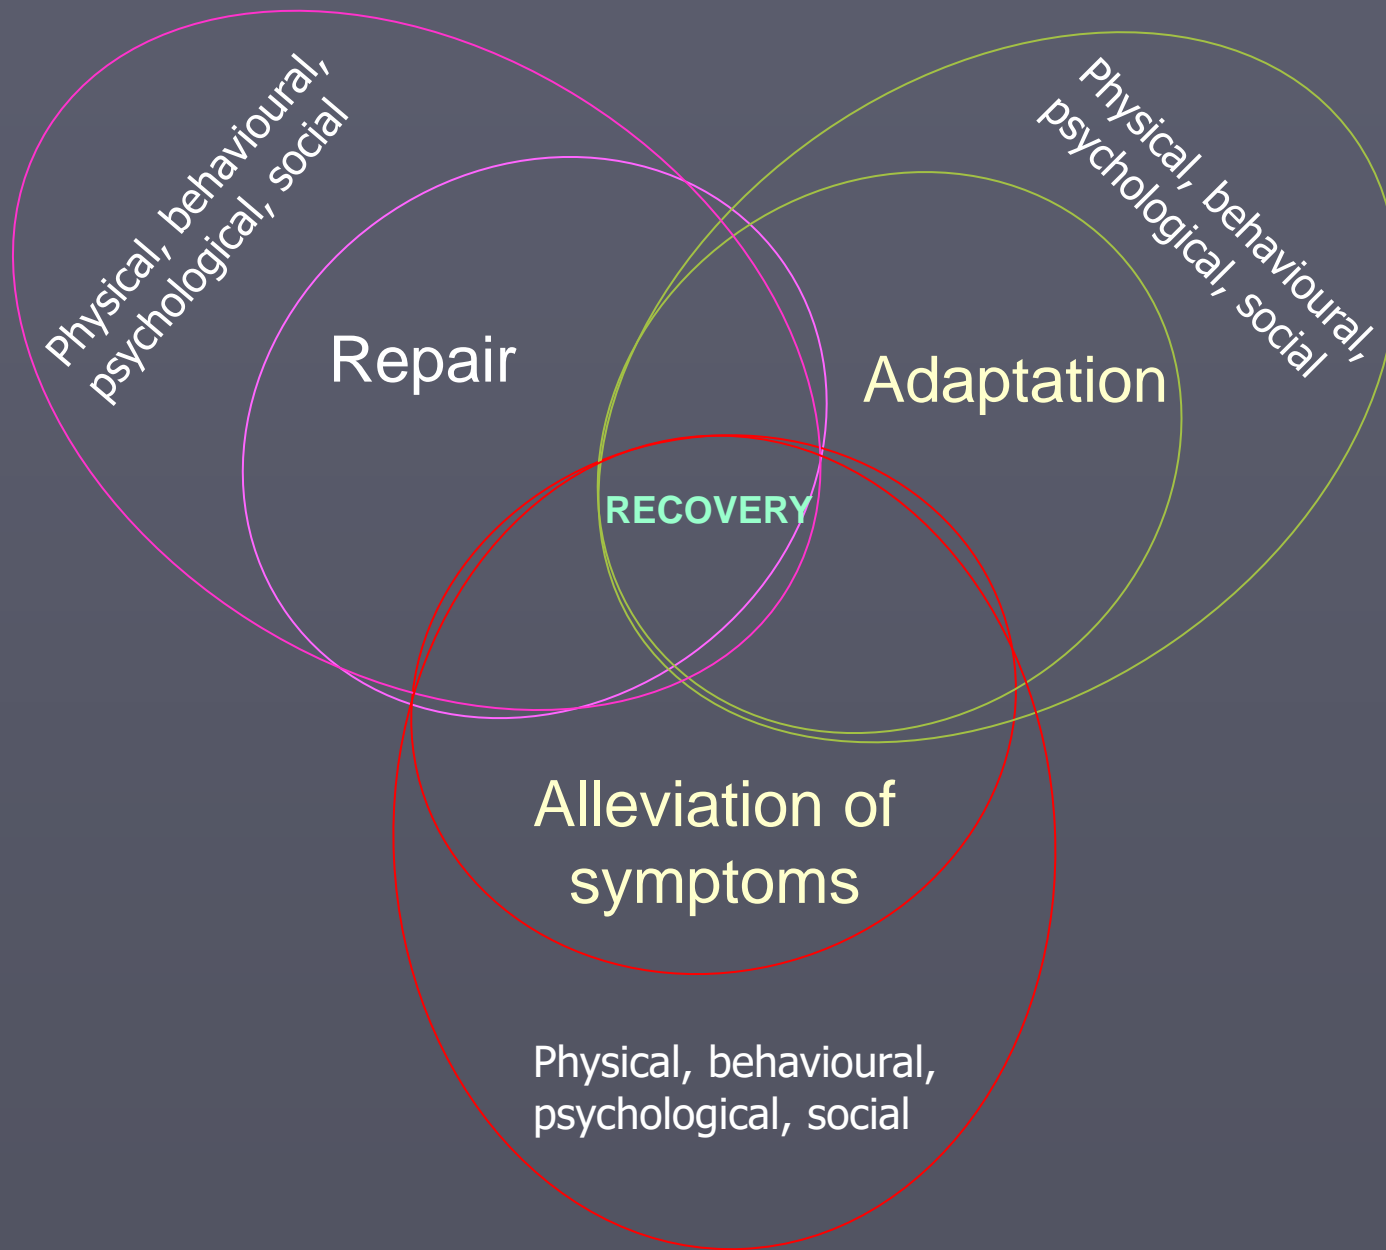 Physical, behavioural,
psychological, social
Physical, behavioural,
psychological, social
Repair
Adaptation
RECOVERY
Alleviation of
symptoms
Physical, behavioural,
psychological, social